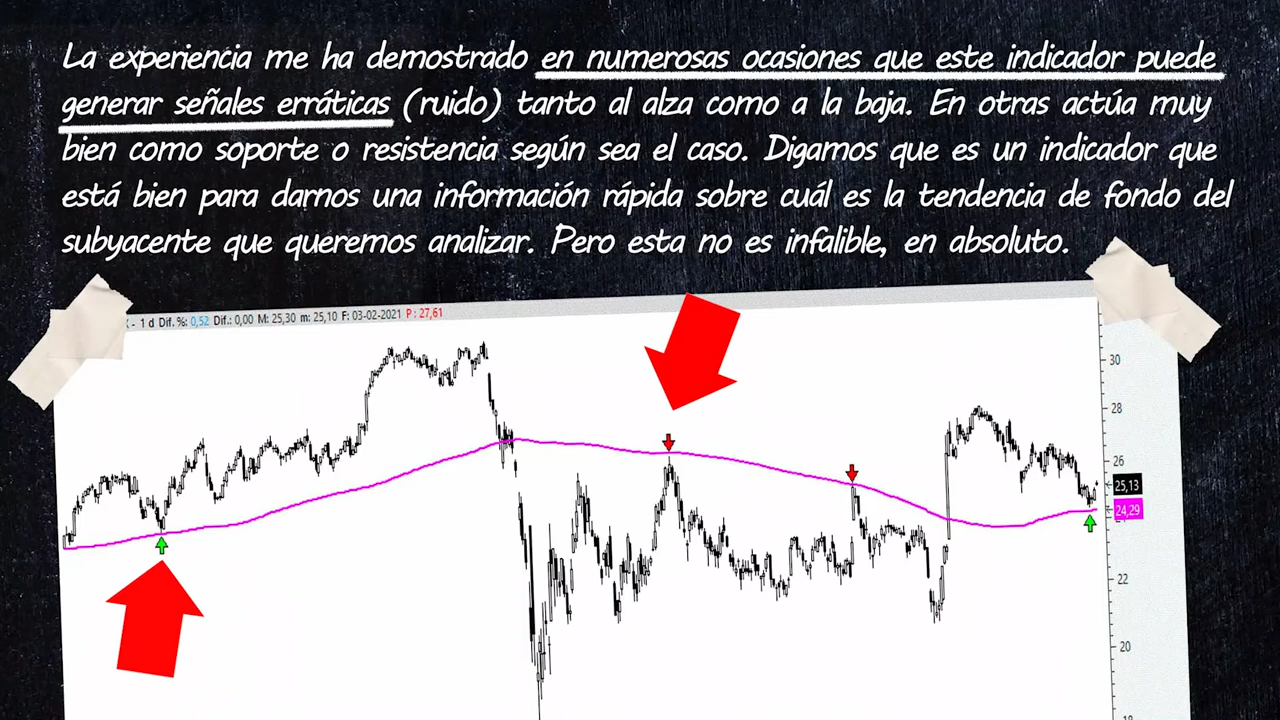 La experiencia me ha demostrado en numerosas ocasiones que este indicador puede
generar señales erráticas (ruido) tanto al alza como a la baja. En otras actúa muy
bien como soporte o resistencia según sea el caso. Digamos que es un indicador que
está bien para darnos una información rápida sobre cuál es la tendencia de fondo del
subyacente que queremos analizar. Pero esta no es infalible, en absoluto.
- 1 d Dif. %: 0,52 Dif.: 0,00 M: 25,30 m: 25,10 F: 03-02-2021 P: 27,61
30
28
26
25,13
24,29
22
20
18